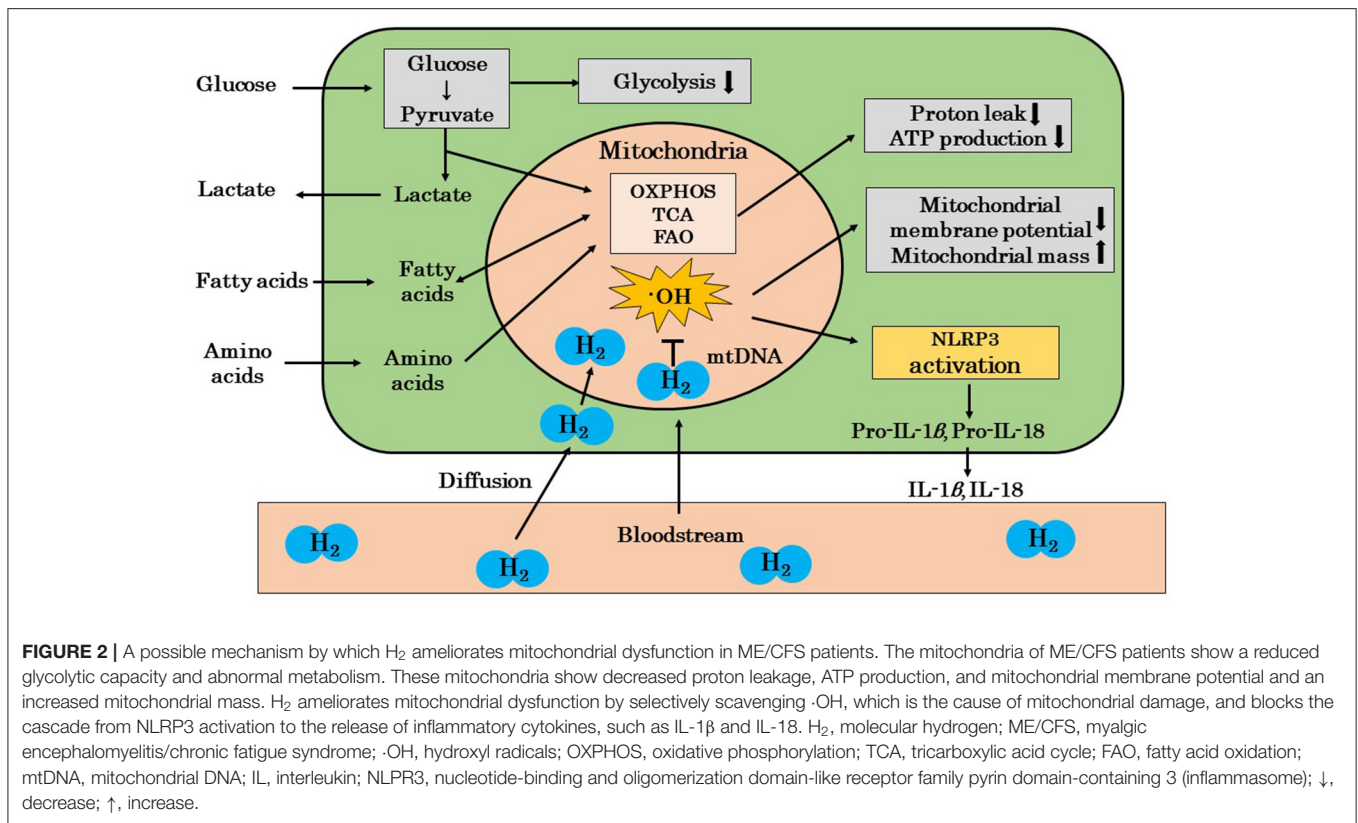 Glucose
Glucose
↓
Pyruvate
Glycolysis ⬇
Proton leak ⬇
ATP production ⬇
Mitochondria
Lactate
Lactate
OXPHOS
TCA
FAO
Mitochondrial
membrane potential ⬇
Mitochondrial mass ⬆
Fatty acids
Fatty
acids
·OH
Amino
acids
Amino
acids
H₂
H₂
mtDNA
NLRP3
activation
H₂
Pro-IL-1β, Pro-IL-18
Diffusion
IL-1β, IL-18
Bloodstream
H₂
H₂
H₂
H₂
FIGURE 2 | A possible mechanism by which H₂ ameliorates mitochondrial dysfunction in ME/CFS patients. The mitochondria of ME/CFS patients show a reduced
glycolytic capacity and abnormal metabolism. These mitochondria show decreased proton leakage, ATP production, and mitochondrial membrane potential and an
increased mitochondrial mass. H₂ ameliorates mitochondrial dysfunction by selectively scavenging ·OH, which is the cause of mitochondrial damage, and blocks the
cascade from NLRP3 activation to the release of inflammatory cytokines, such as IL-1β and IL-18. H₂, molecular hydrogen; ME/CFS, myalgic
encephalomyelitis/chronic fatigue syndrome; ·OH, hydroxyl radicals; OXPHOS, oxidative phosphorylation; TCA, tricarboxylic acid cycle; FAO, fatty acid oxidation;
mtDNA, mitochondrial DNA; IL, interleukin; NLPR3, nucleotide-binding and oligomerization domain-like receptor family pyrin domain-containing 3 (inflammasome); ↓,
decrease; ↑, increase.